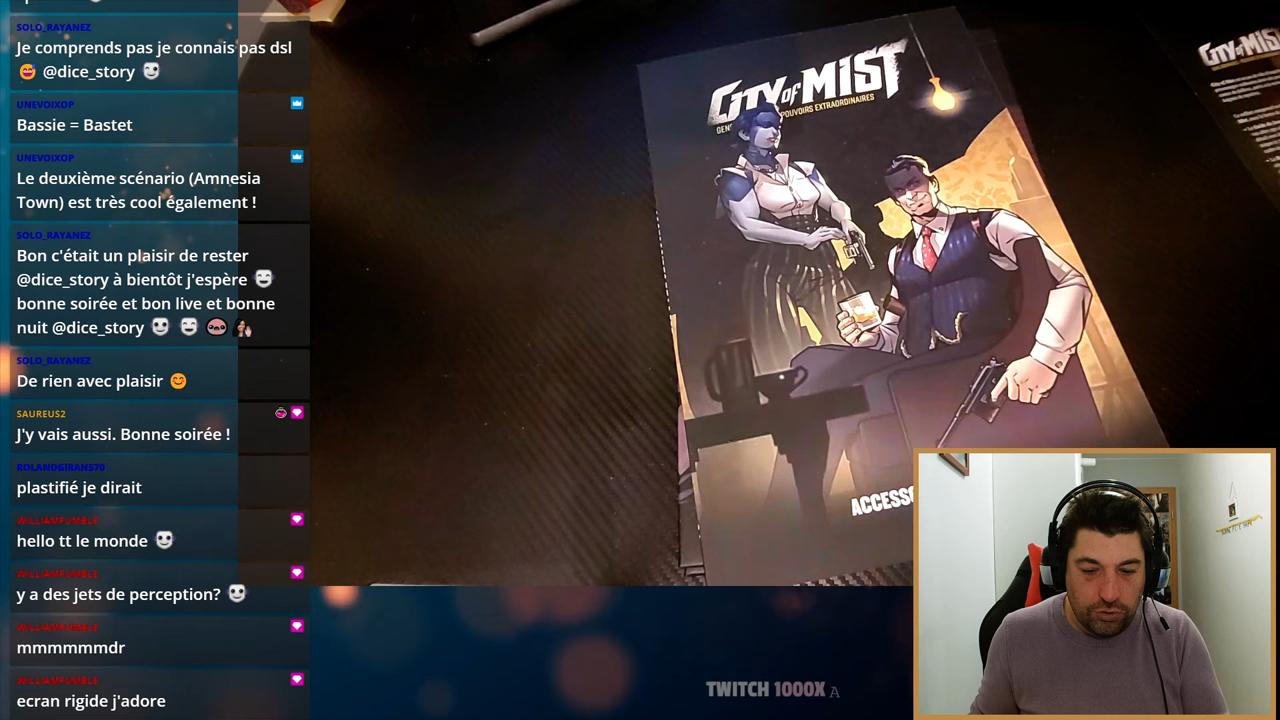 SOLO_RAYANEZ
Je comprends pas je connais pas dsl
@dice_story
UNEVOIXOP
Bassie = Bastet
UNEVOIXOP
Le deuxième scénario (Amnesia
Town) est très cool également !
SOLO_RAYANEZ
Bon c'était un plaisir de rester
@dice_story à bientôt j'espère
bonne soirée et bon live et bonne
nuit @dice_story
SOLO_RAYANEZ
De rien avec plaisir
SAUREUS2
J'y vais aussi. Bonne soirée !
ROLANDGIRANS70
plastifié je dirait
WILLIAMFUMBLE
hello tt le monde
WILLIAMFUMBLE
y a des jets de perception?
WILLIAMFUMBLE
mmmmmmdr
WILLIAMFUMBLE
ecran rigide j'adore
CITY of MIST
POUVOIRS EXTRAORDINAIRES
ACCESSO
CITY of MIST
TWITCH 1000X A